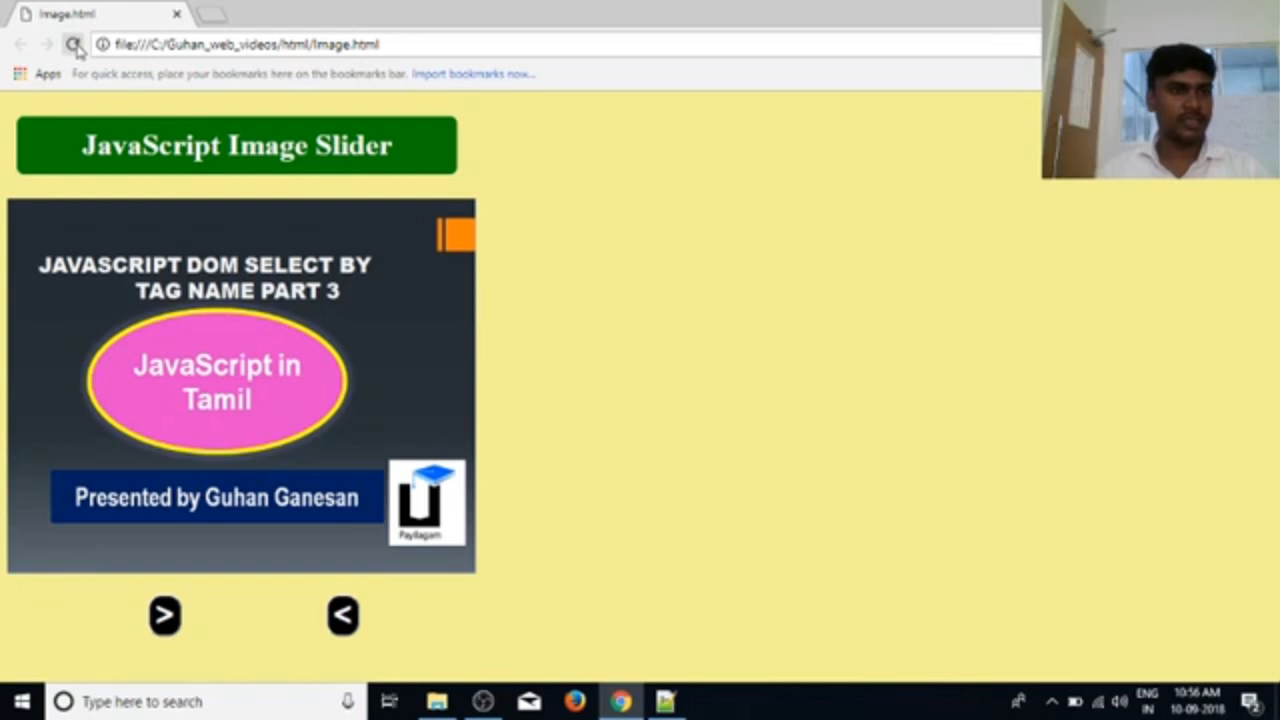 Image.html
file:///C:/Guhan_web_videos/html/Image.html
Apps For quick access, place your bookmarks here on the bookmarks bar. Import bookmarks now...
JavaScript Image Slider
JAVASCRIPT DOM SELECT BY
TAG NAME PART 3
JavaScript in
Tamil
Presented by Guhan Ganesan
Payilagam
> <
Type here to search
ENG
IN
10:56 AM
10-09-2018
2